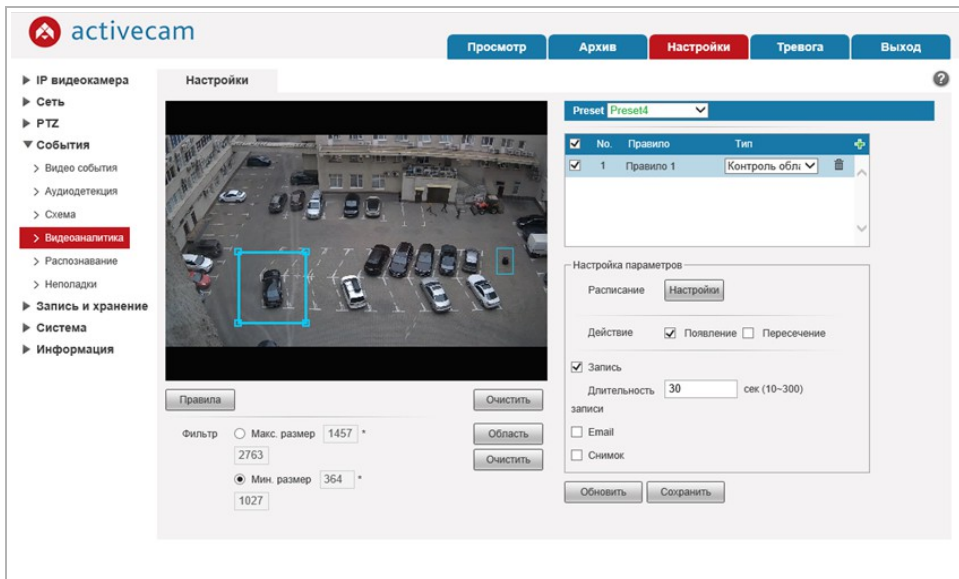 activecam
Просмотр Архив Настройки Тревога Выход
IP видеокамера
Сеть
PTZ
События
Видео события
Аудиодетекция
Схема
Видеоаналитика
Распознавание
Неполадки
Запись и хранение
Система
Информация
Настройки
?
Правила
Очистить
Фильтр Макс. размер 1457 *
2763
Область
Очистить
Мин. размер 364 *
1027
Preset Preset4
No. Правило Тип
1 Правило 1 Контроль обла
Настройка параметров
Расписание Настройки
Действие Появление Пересечение
Запись
Длительность 30 сек (10~300)
записи
Email
Снимок
Обновить Сохранить